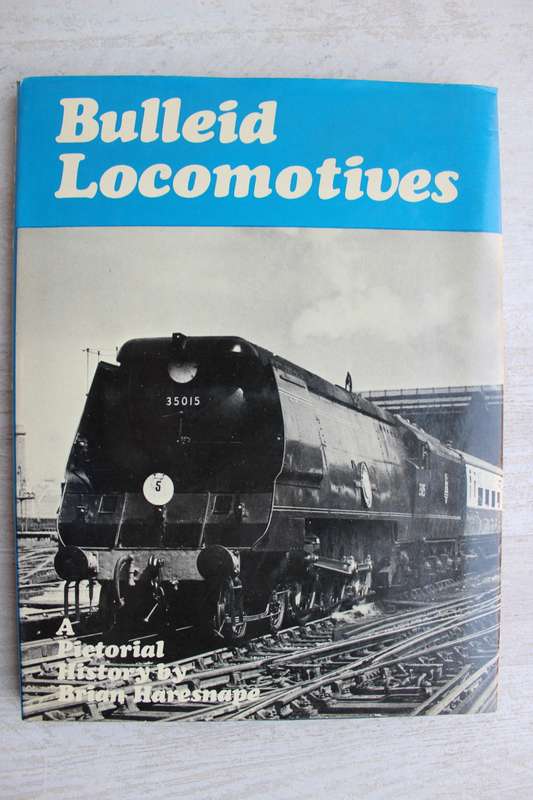 Bulleid
Locomotives
35015
5
A
Pictorial
History by
Brian Haresnape